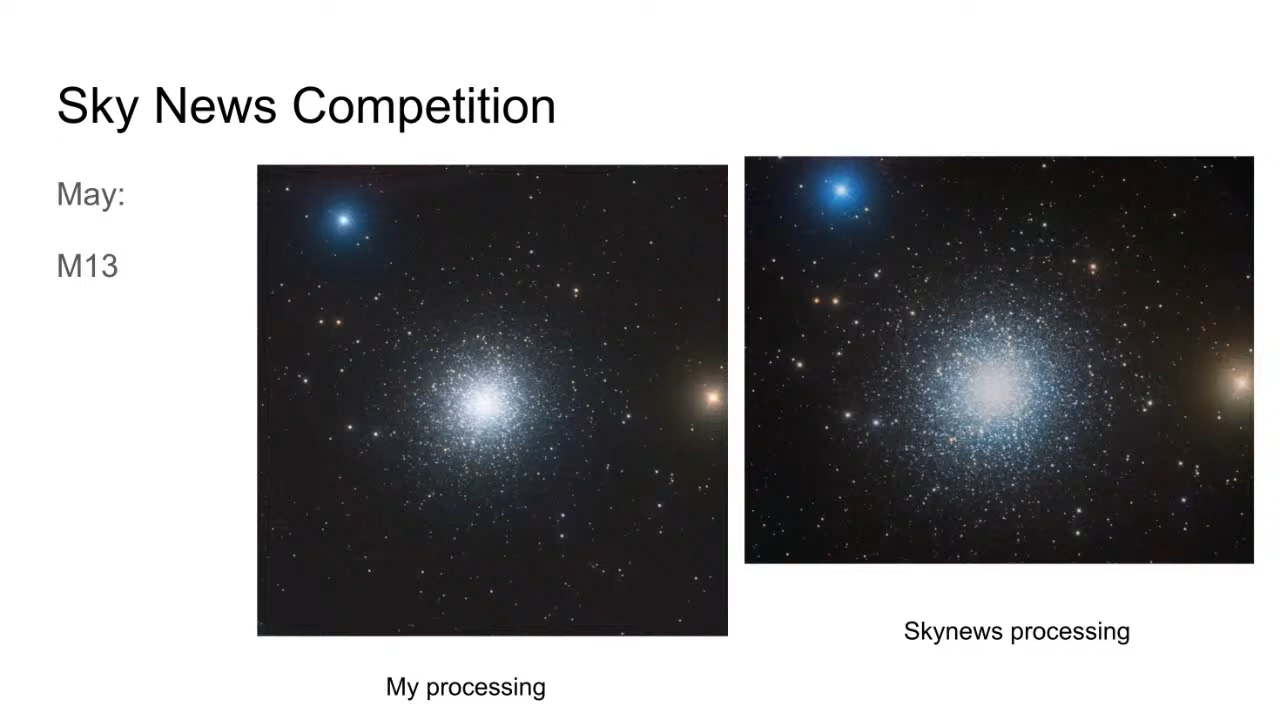 Sky News Competition
May:
M13
Skynews processing
My processing